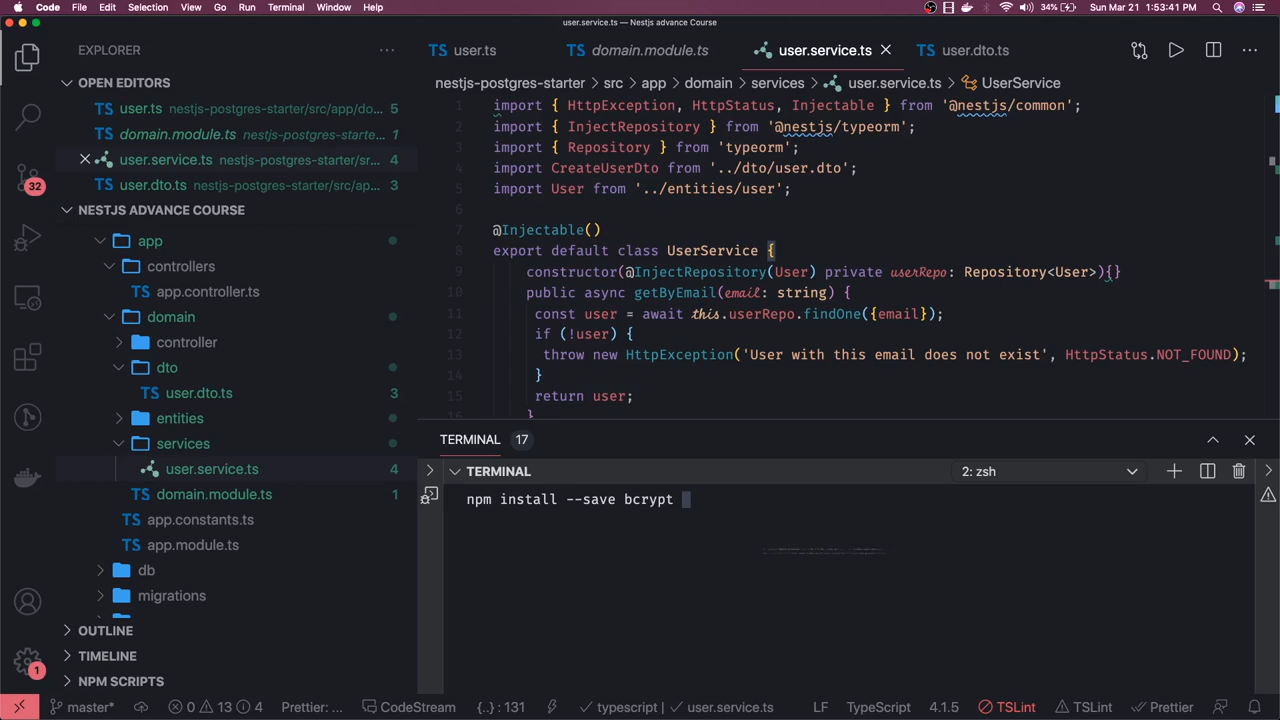 Code File Edit Selection View Go Run Terminal Window Help 34% Sun Mar 21 1:53:41 PM
user.service.ts — Nestjs advance Course
EXPLORER
TS user.ts
TS domain.module.ts
user.service.ts
TS user.dto.ts
OPEN EDITORS
TS user.ts nestjs-postgres-starter/src/app/do... 5
TS domain.module.ts nestjs-postgres-starte... 1
user.service.ts nestjs-postgres-starter/sr... 4
TS user.dto.ts nestjs-postgres-starter/src/ap... 3
32
NESTJS ADVANCE COURSE
app
controllers
TS app.controller.ts
domain
controller
dto
TS user.dto.ts 3
entities
services
user.service.ts 4
TS domain.module.ts 1
TS app.constants.ts
TS app.module.ts
db
migrations
OUTLINE
TIMELINE
1
NPM SCRIPTS
nestjs-postgres-starter > src > app > domain > services > user.service.ts > UserService
1 import { HttpException, HttpStatus, Injectable } from '@nestjs/common';
2 import { InjectRepository } from '@nestjs/typeorm';
3 import { Repository } from 'typeorm';
4 import CreateUserDto from '../dto/user.dto';
5 import User from '../entities/user';
6
7 @Injectable()
8 export default class UserService {
9 constructor(@InjectRepository(User) private userRepo: Repository<User>){}
10 public async getByEmail(email: string) {
11 const user = await this.userRepo.findOne({email});
12 if (!user) {
13 throw new HttpException('User with this email does not exist', HttpStatus.NOT_FOUND);
14 }
15 return user;
16 }
TERMINAL 17
TERMINAL 2: zsh
npm install --save bcrypt
master* 0 13 4 Prettier: ... CodeStream {..} : 131 typescript | user.service.ts LF TypeScript 4.1.5 TSLint TSLint Prettier